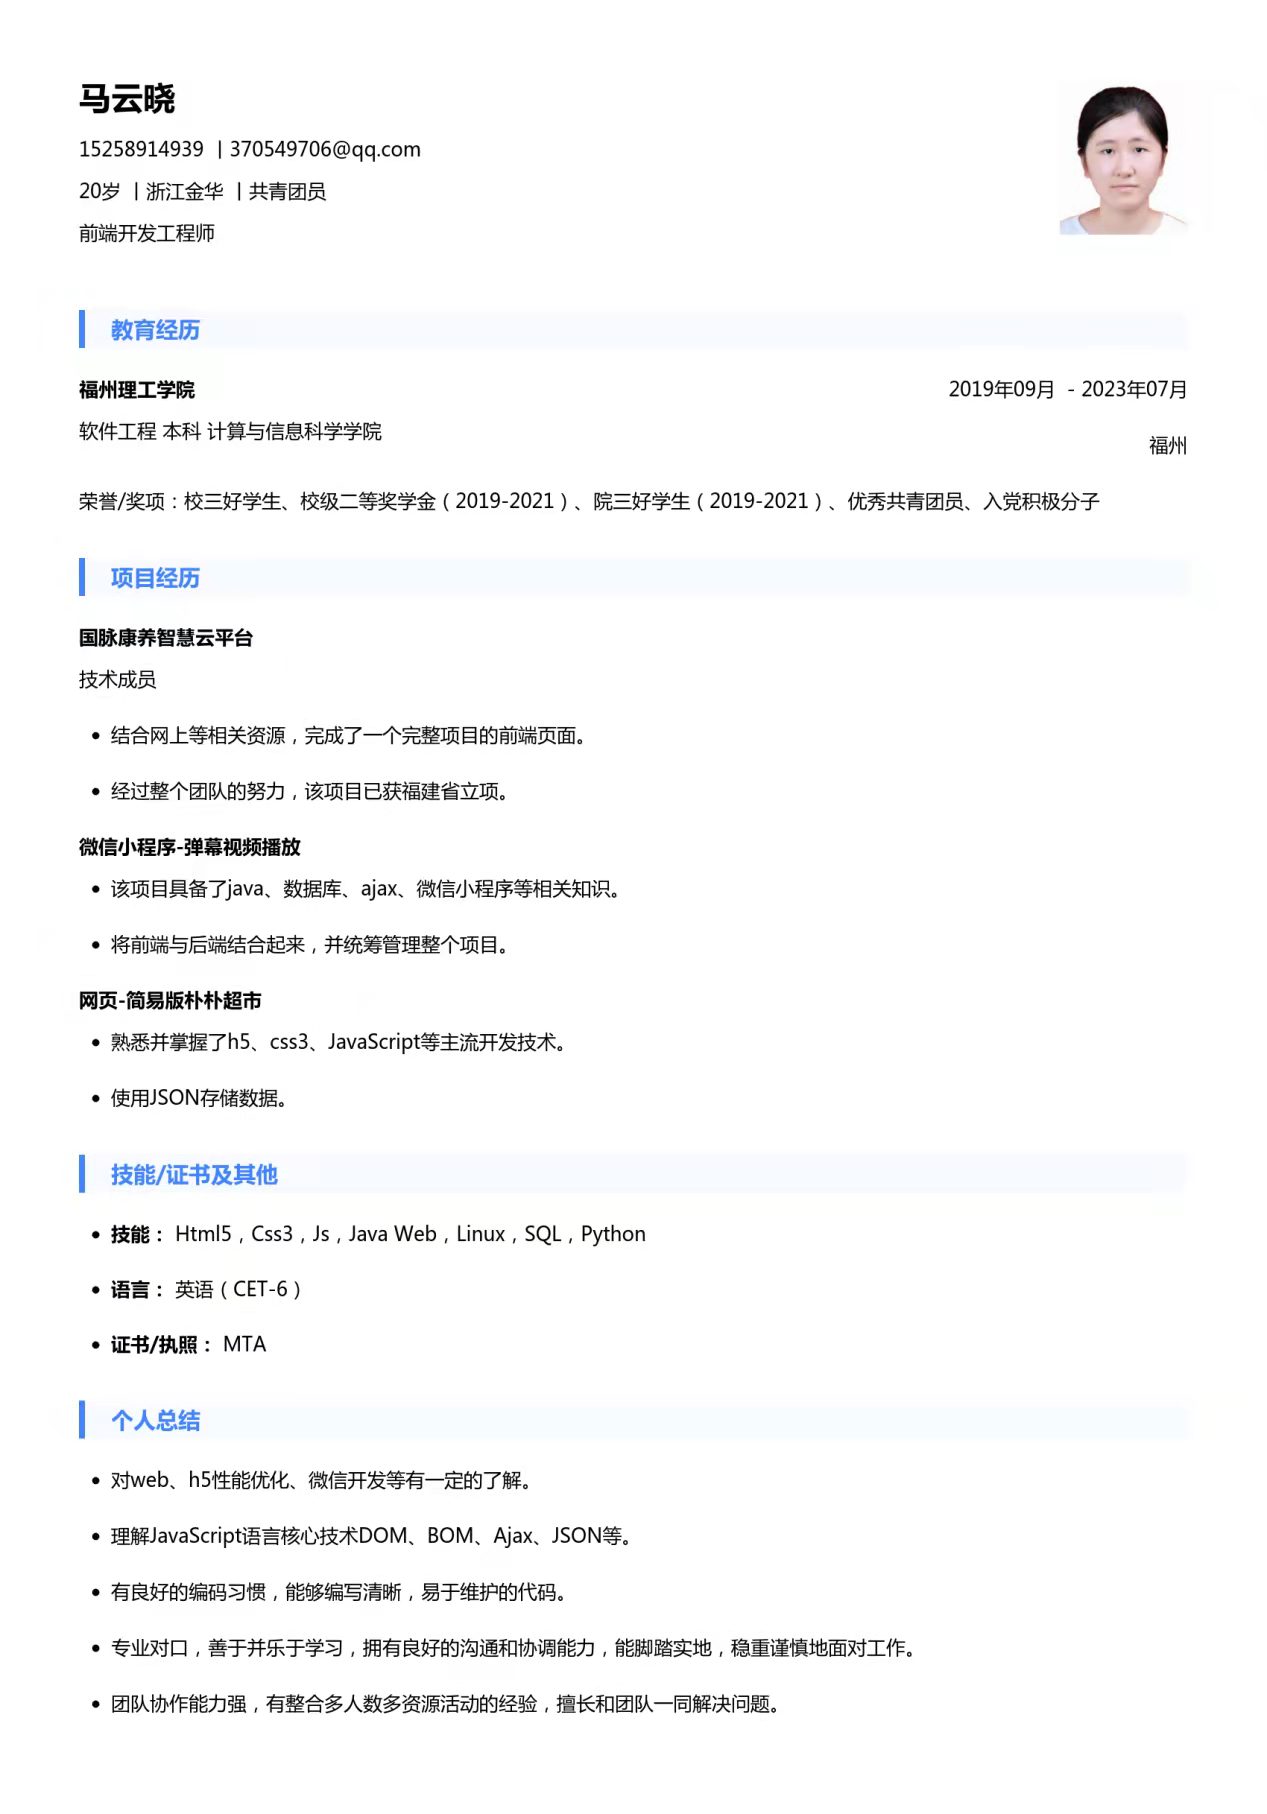 马云晓
15258914939 | 370549706@qq.com
20岁 | 浙江金华 | 共青团员
前端开发工程师
教育经历
福州理工学院 2019年09月 - 2023年07月
软件工程 本科 计算与信息科学学院
福州
荣誉/奖项：校三好学生、校级二等奖学金（2019-2021）、院三好学生（2019-2021）、优秀共青团员、入党积极分子
项目经历
国脉康养智慧云平台
技术成员
• 结合网上等相关资源，完成了一个完整项目的前端页面。
• 经过整个团队的努力，该项目已获福建省立项。
微信小程序-弹幕视频播放
• 该项目具备了java、数据库、ajax、微信小程序等相关知识。
• 将前端与后端结合起来，并统筹管理整个项目。
网页-简易版朴朴超市
• 熟悉并掌握了h5、css3、JavaScript等主流开发技术。
• 使用JSON存储数据。
技能/证书及其他
• 技能： Html5，Css3，Js，Java Web，Linux，SQL，Python
• 语言： 英语（CET-6）
• 证书/执照： MTA
个人总结
• 对web、h5性能优化、微信开发等有一定的了解。
• 理解JavaScript语言核心技术DOM、BOM、Ajax、JSON等。
• 有良好的编码习惯，能够编写清晰，易于维护的代码。
• 专业对口，善于并乐于学习，拥有良好的沟通和协调能力，能脚踏实地，稳重谨慎地面对工作。
• 团队协作能力强，有整合多人数多资源活动的经验，擅长和团队一同解决问题。